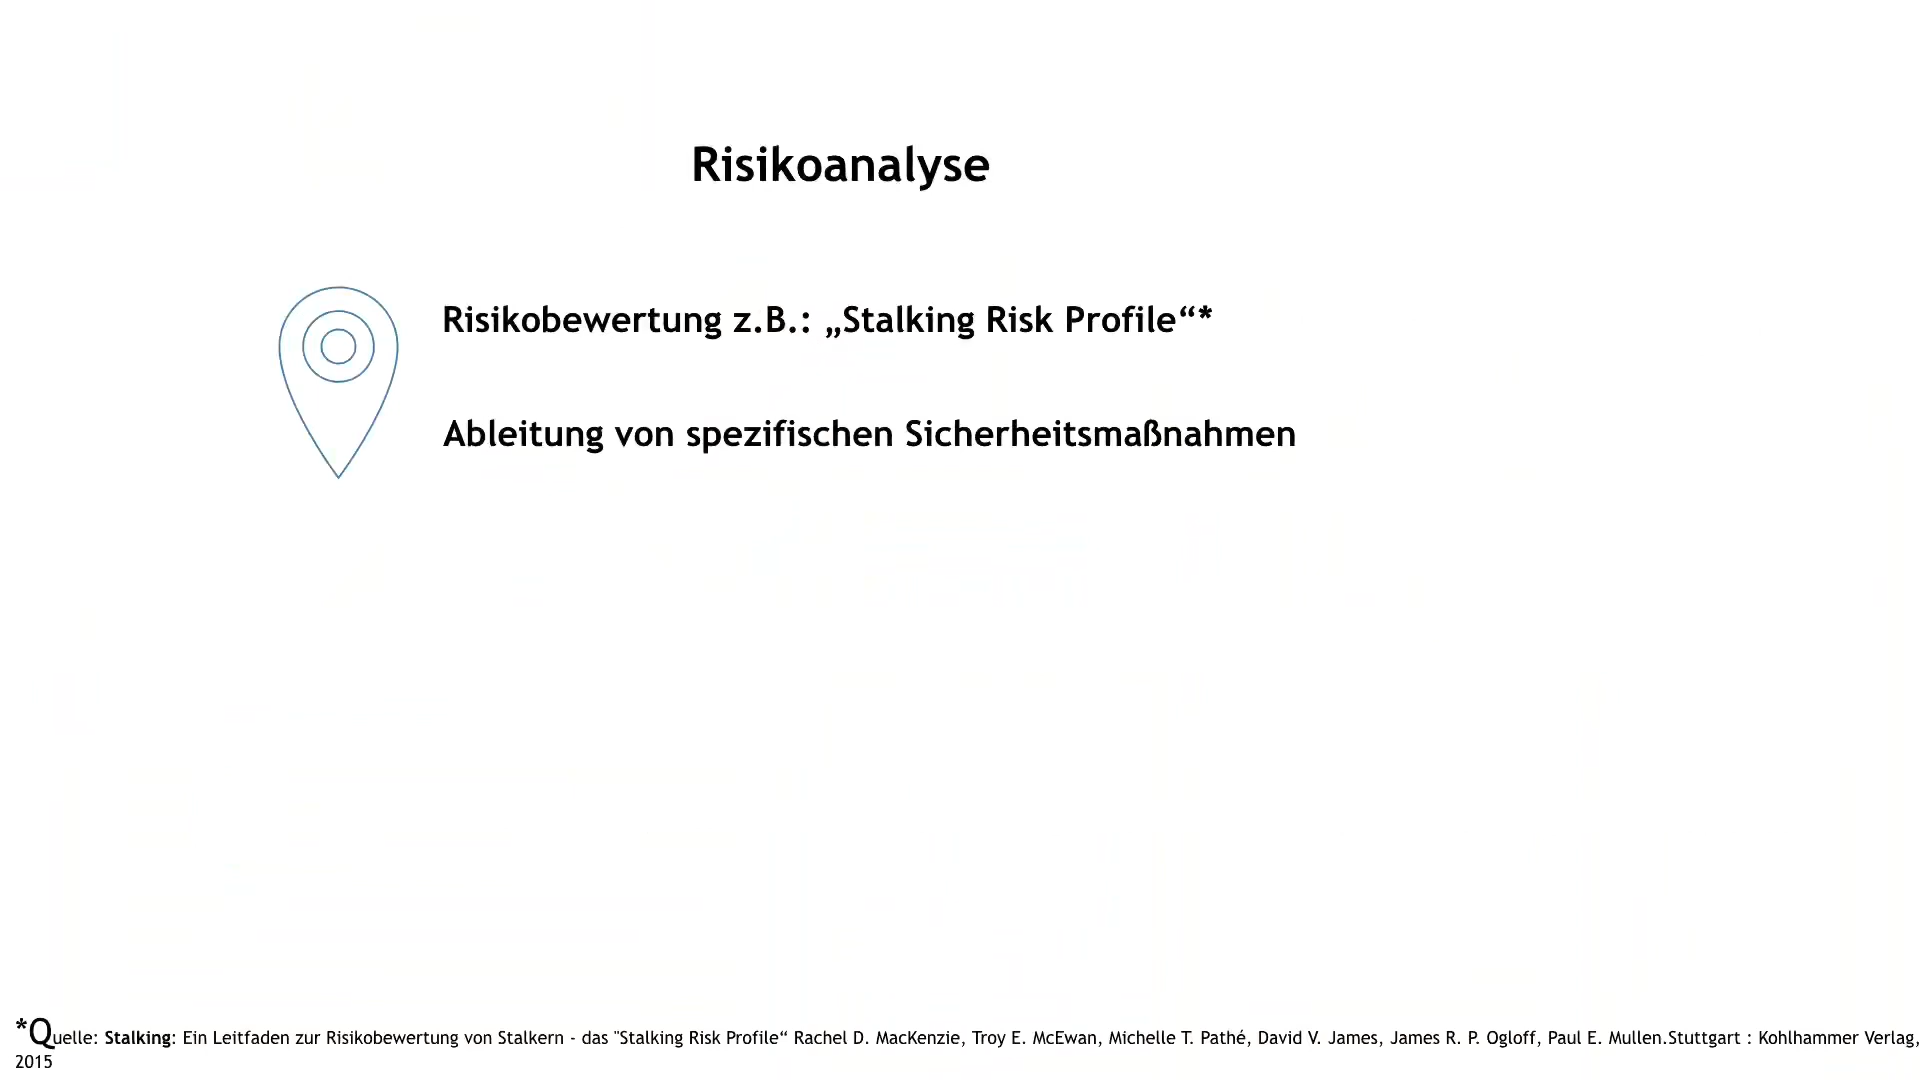 Risikoanalyse
Risikobewertung z.B.: „Stalking Risk Profile“*
Ableitung von spezifischen Sicherheitsmaßnahmen
*Quelle: Stalking: Ein Leitfaden zur Risikobewertung von Stalkern - das "Stalking Risk Profile“ Rachel D. MacKenzie, Troy E. McEwan, Michelle T. Pathé, David V. James, James R. P. Ogloff, Paul E. Mullen.Stuttgart : Kohlhammer Verlag,
2015